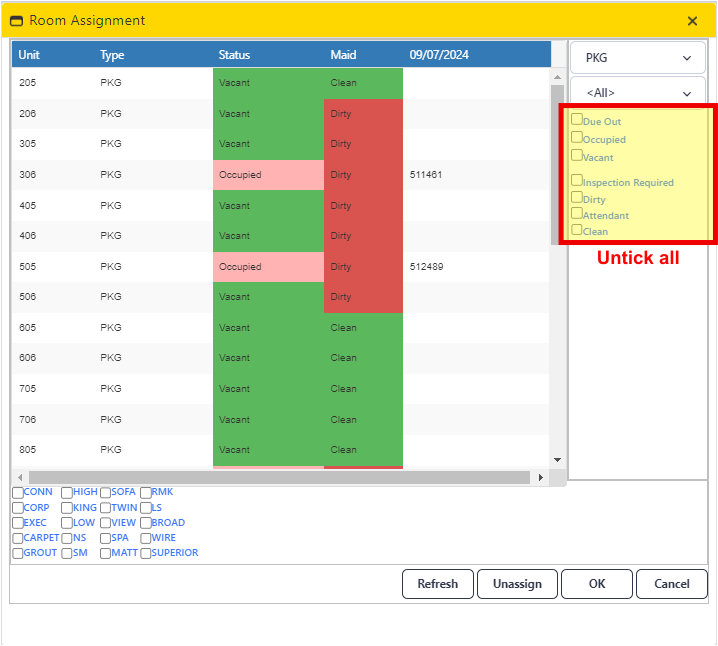 Room Assignment
Unit Type Status Maid 09/07/2024
PKG
<All>
205 PKG Vacant Clean
206 PKG Vacant Dirty
305 PKG Vacant Dirty
306 PKG Occupied Dirty 511461
405 PKG Vacant Dirty
406 PKG Vacant Dirty
505 PKG Occupied Dirty 512489
506 PKG Vacant Dirty
605 PKG Vacant Clean
606 PKG Vacant Clean
705 PKG Vacant Clean
706 PKG Vacant Clean
805 PKG Vacant Clean
Due Out
Occupied
Vacant
Inspection Required
Dirty
Attendant
Clean
Untick all
CONN HIGH SOFA RMK
CORP KING TWIN LS
EXEC LOW VIEW BROAD
CARPET NS SPA WIRE
GROUT SM MATT SUPERIOR
Refresh Unassign OK Cancel